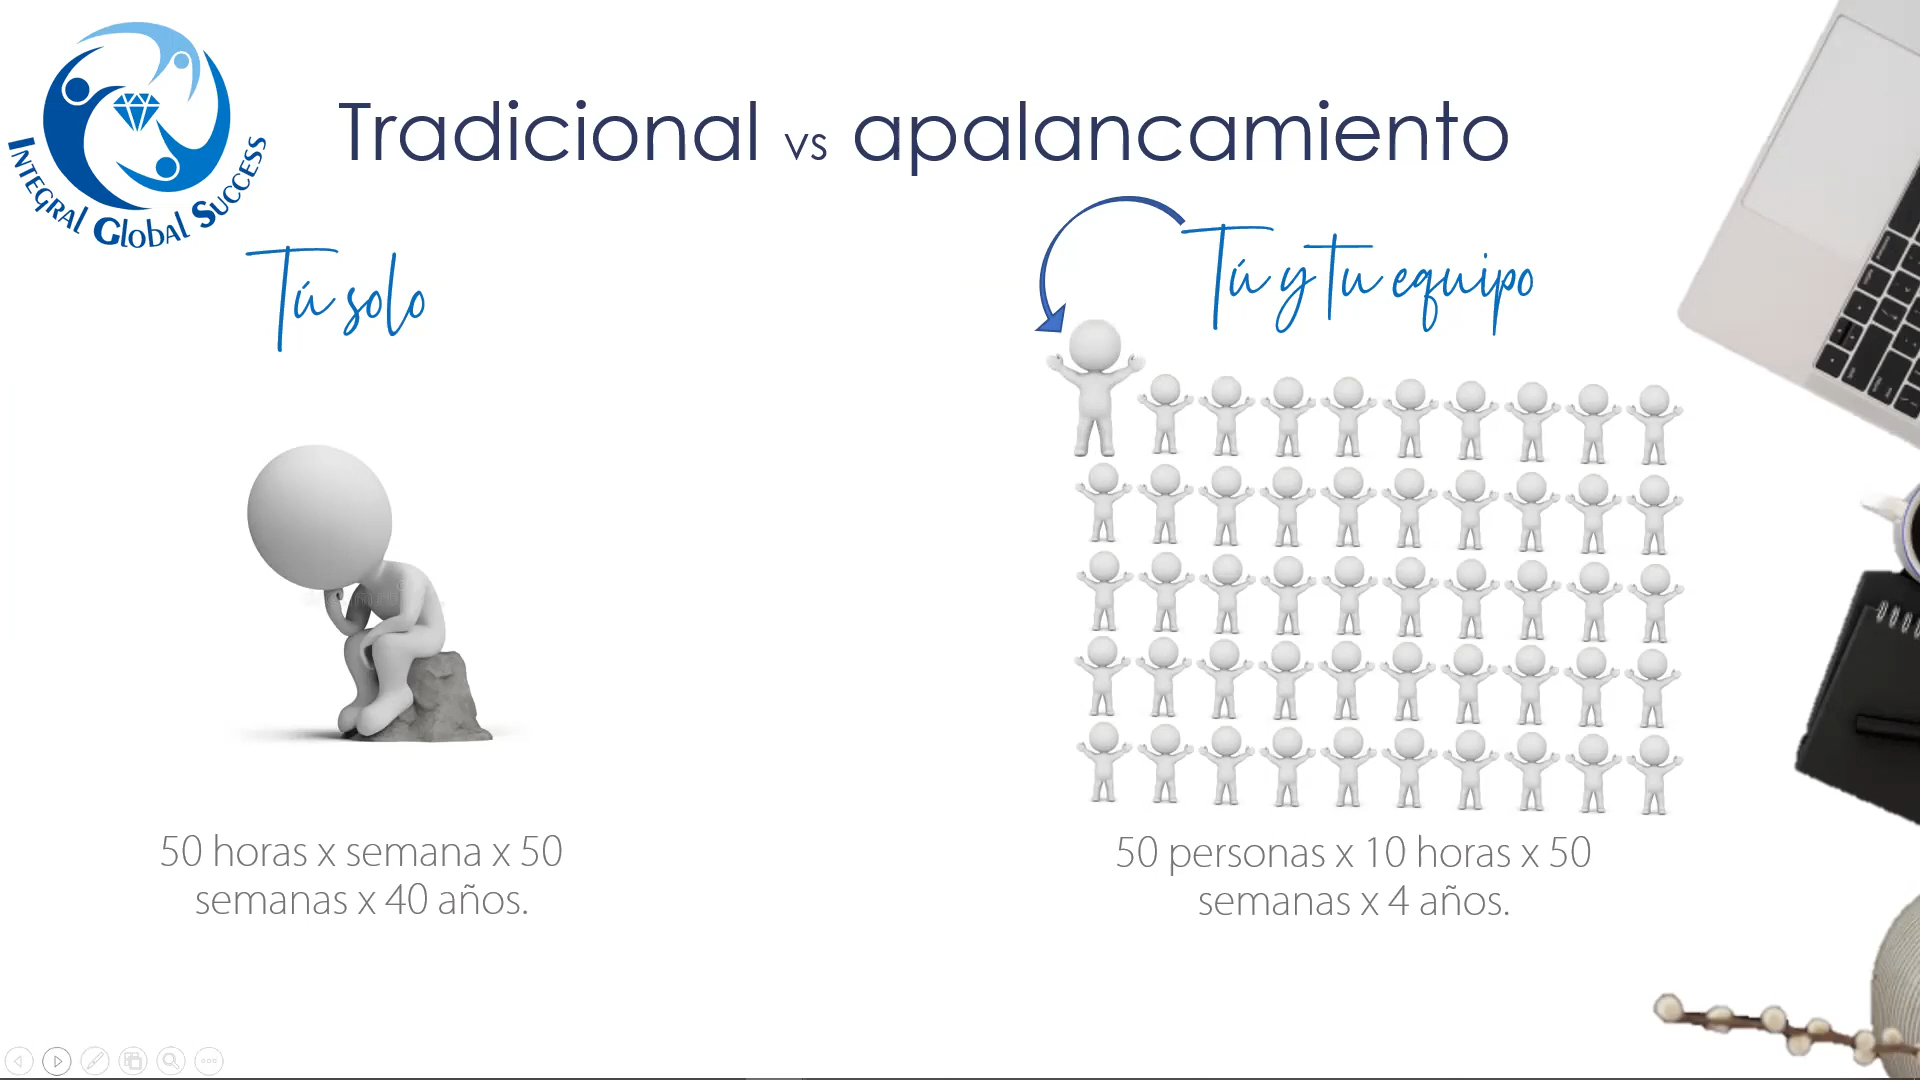 INTEGRAL GLOBAL SUCCESS
Tradicional vs apalancamiento
Tú solo
Tú y tu equipo
50 horas x semana x 50
semanas x 40 años.
50 personas x 10 horas x 50
semanas x 4 años.